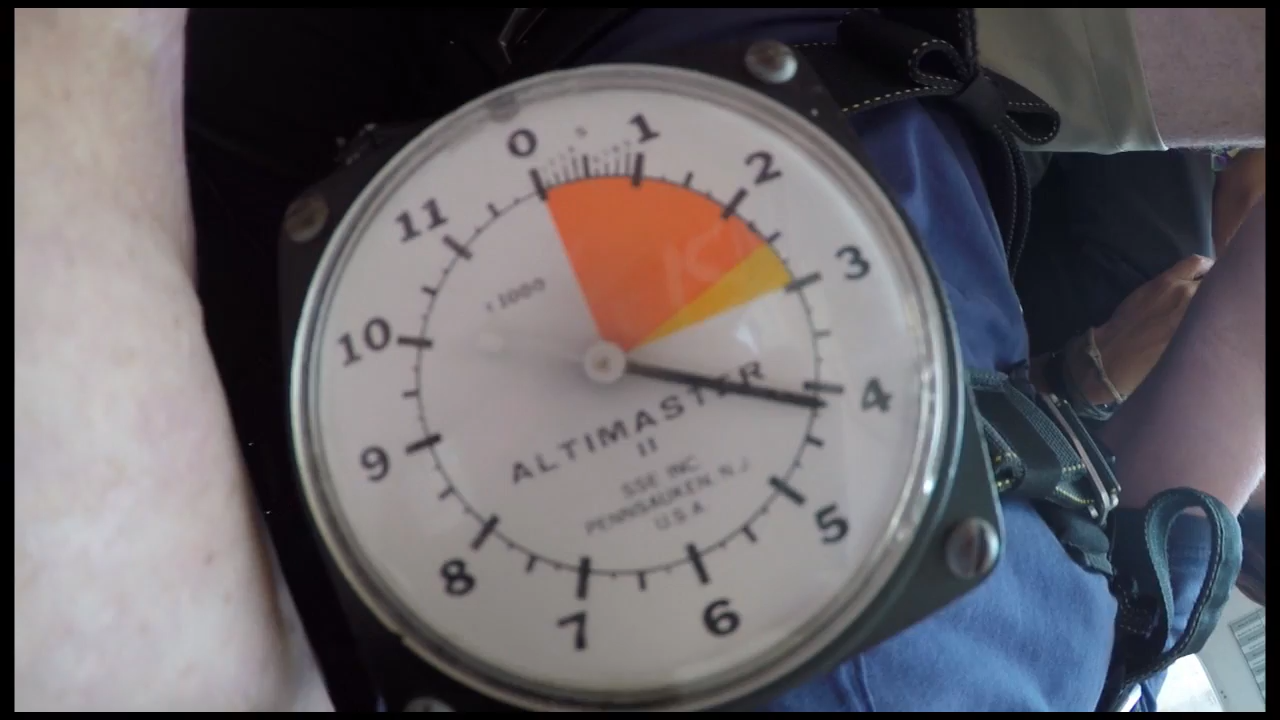 0
1
2
3
4
5
6
7
8
9
10
11
x1000
ALTIMASTER
II
SSE INC
PENNSAUKEN, N.J.
U.S.A